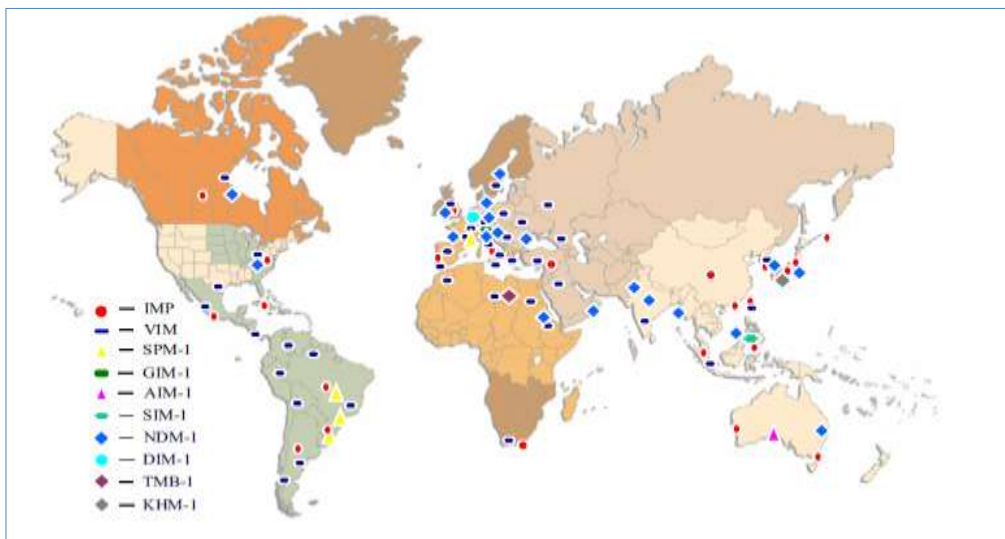 IMP
VIM
SPM-1
GIM-1
AIM-1
SIM-1
NDM-1
DIM-1
TMB-1
KHM-1